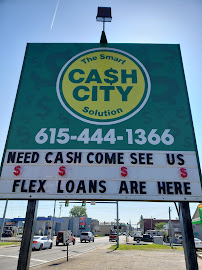 The Smart
CA$H
CITY
Solution
615-444-1366
NEED CASH COME SEE US
$ $ $ $
FLEX LOANS ARE HERE